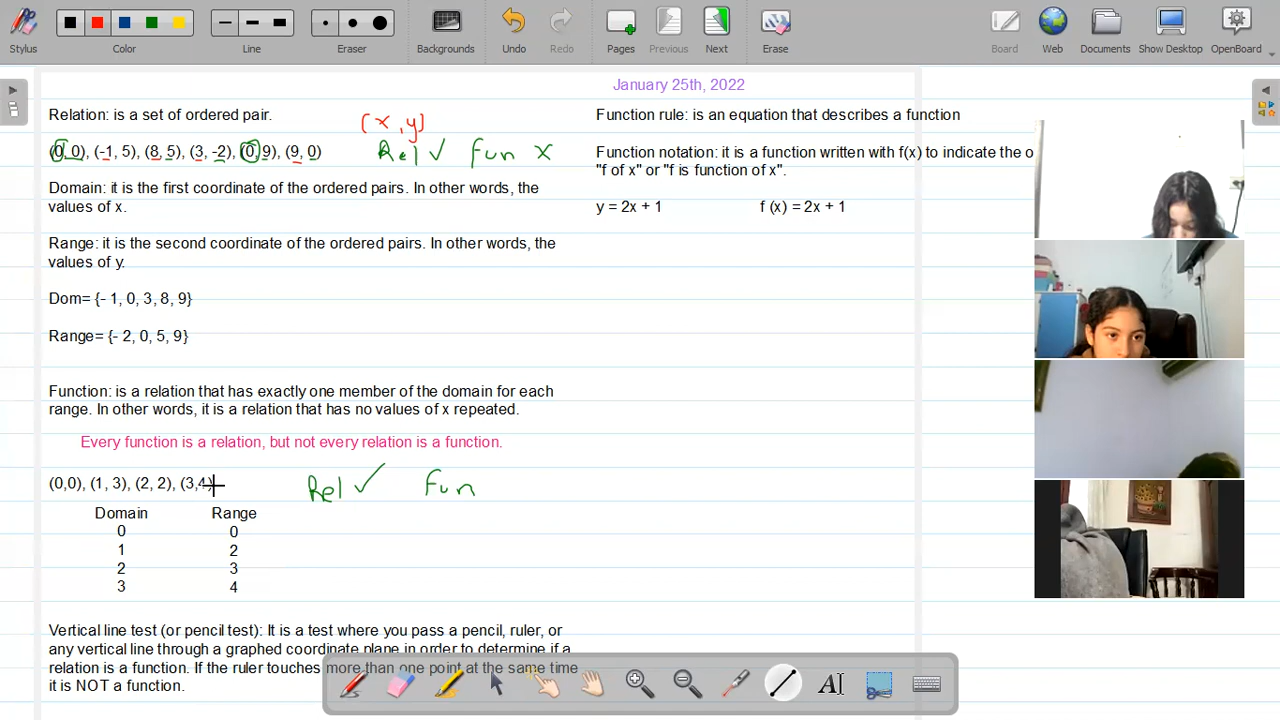 Stylus Color Line Eraser Backgrounds Undo Redo Pages Previous Next Erase Board Web Documents Show Desktop OpenBoard
January 25th, 2022
Relation: is a set of ordered pair.
(x, y)
(0, 0), (-1, 5), (8, 5), (3, -2), (0, 9), (9, 0)
Rel ✓ Fun x
Domain: it is the first coordinate of the ordered pairs. In other words, the
values of x.
Range: it is the second coordinate of the ordered pairs. In other words, the
values of y.
Dom= {- 1, 0, 3, 8, 9}
Range= {- 2, 0, 5, 9}
Function: is a relation that has exactly one member of the domain for each
range. In other words, it is a relation that has no values of x repeated.
Every function is a relation, but not every relation is a function.
(0,0), (1, 3), (2, 2), (3,4)
Rel ✓ Fun
Domain Range
0 0
1 2
2 3
3 4
Vertical line test (or pencil test): It is a test where you pass a pencil, ruler, or
any vertical line through a graphed coordinate plane in order to determine if a
relation is a function. If the ruler touches more than one point at the same time
it is NOT a function.
Function rule: is an equation that describes a function
Function notation: it is a function written with f(x) to indicate the o
"f of x" or "f is function of x".
y = 2x + 1 f (x) = 2x + 1